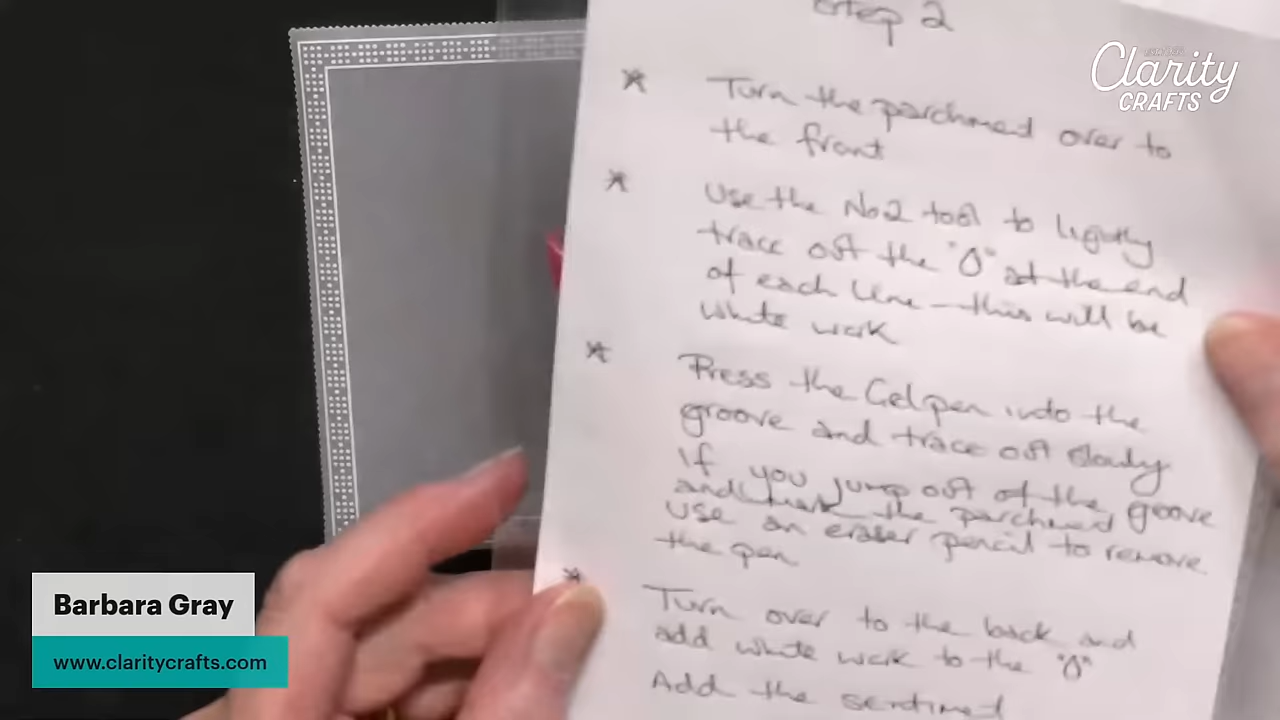 Step 2
* Turn the parchment over to
the front
* Use the No2 tool to lightly
trace out the "O" at the end
of each line – this will be
white work
* Press the Gel pen into the
groove and trace out slowly
If you jump out of the groove
and mark the parchment
use an eraser pencil to remove
the pen
* Turn over to the back and
add white work to the "O"
Add the sentiment
Clarity
CRAFTS
Barbara Gray
www.claritycrafts.com